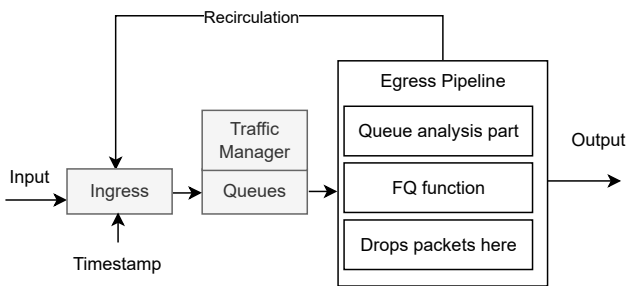 Recirculation
Egress Pipeline
Traffic
Manager
Queue analysis part
Output
Input
Ingress
Queues
FQ function
Drops packets here
Timestamp